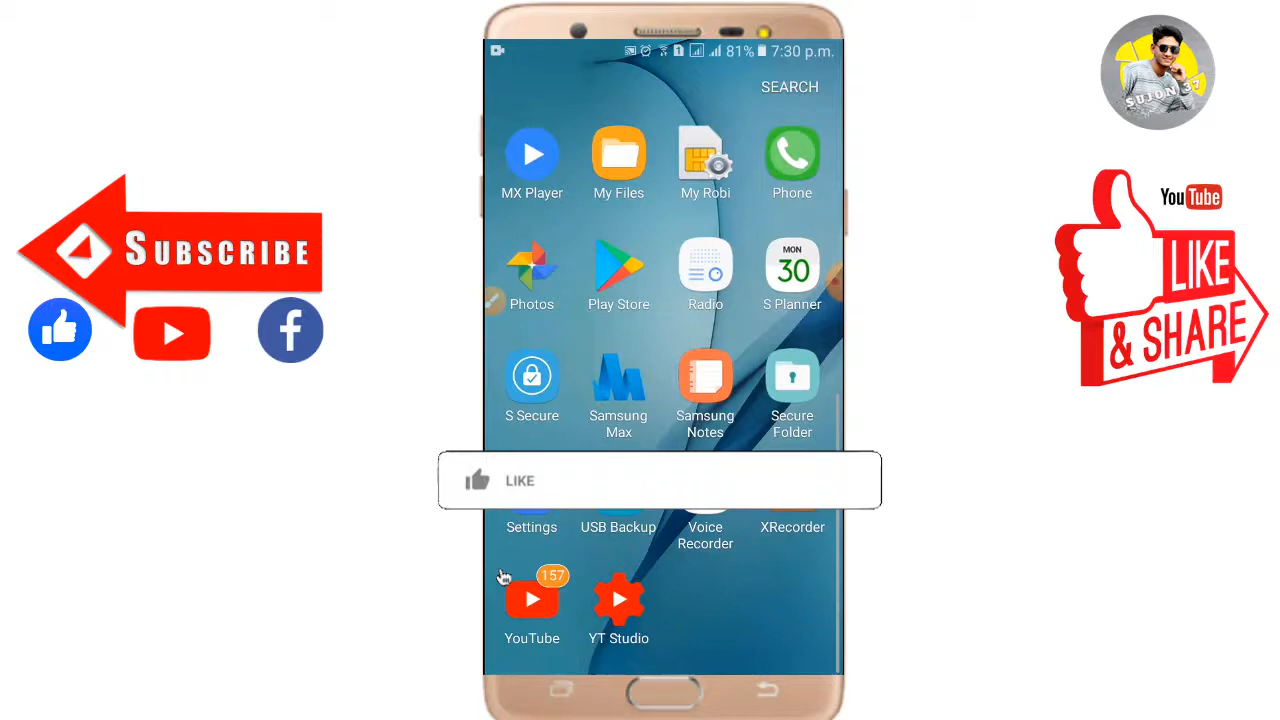 81% 7:30 p.m.
SEARCH
MX Player
My Files
My Robi
Phone
Photos
Play Store
Radio
MON
30
S Planner
S Secure
Samsung
Max
Samsung
Notes
Secure
Folder
LIKE
Settings
USB Backup
Voice
Recorder
XRecorder
157
YouTube
YT Studio
SUBSCRIBE
SUJON 37
YouTube
LIKE
& SHARE